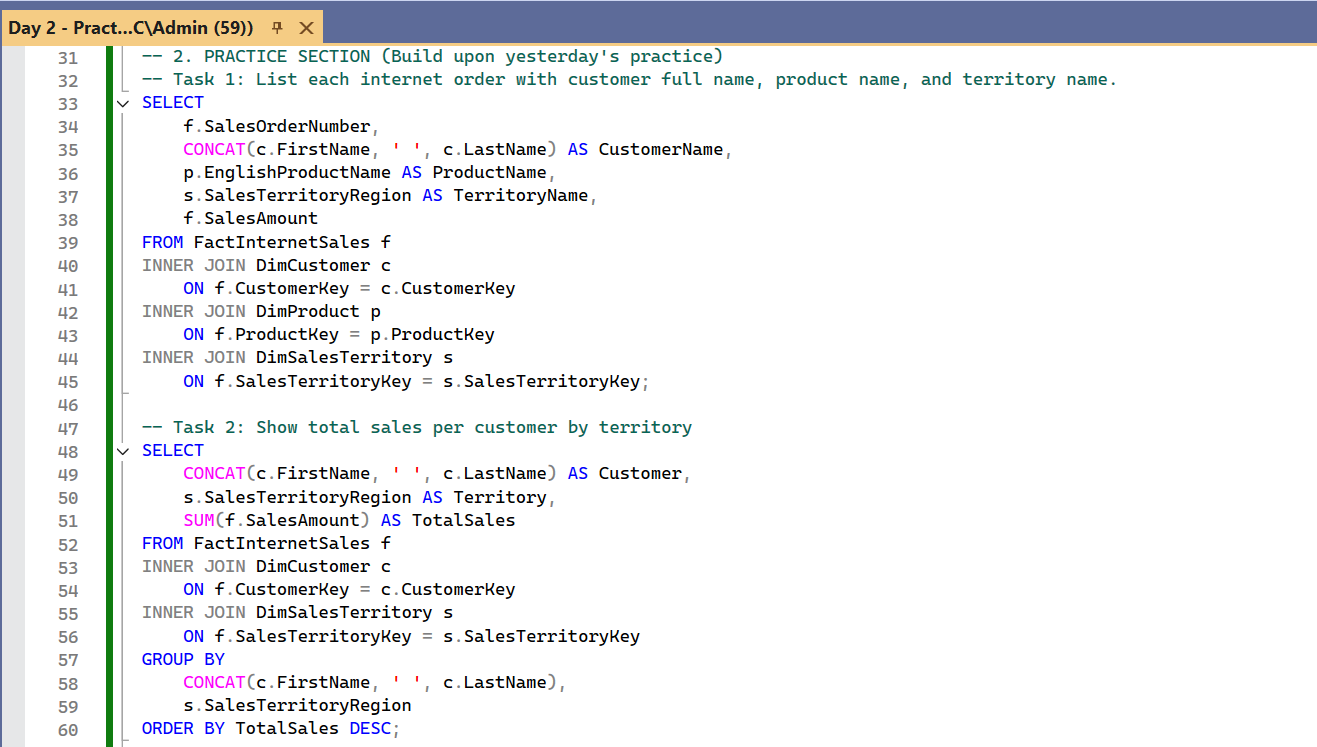 Day 2 - Pract...C\Admin (59))
31 -- 2. PRACTICE SECTION (Build upon yesterday's practice)
32 -- Task 1: List each internet order with customer full name, product name, and territory name.
33 SELECT
34 f.SalesOrderNumber,
35 CONCAT(c.FirstName, ' ', c.LastName) AS CustomerName,
36 p.EnglishProductName AS ProductName,
37 s.SalesTerritoryRegion AS TerritoryName,
38 f.SalesAmount
39 FROM FactInternetSales f
40 INNER JOIN DimCustomer c
41 ON f.CustomerKey = c.CustomerKey
42 INNER JOIN DimProduct p
43 ON f.ProductKey = p.ProductKey
44 INNER JOIN DimSalesTerritory s
45 ON f.SalesTerritoryKey = s.SalesTerritoryKey;
46
47 -- Task 2: Show total sales per customer by territory
48 SELECT
49 CONCAT(c.FirstName, ' ', c.LastName) AS Customer,
50 s.SalesTerritoryRegion AS Territory,
51 SUM(f.SalesAmount) AS TotalSales
52 FROM FactInternetSales f
53 INNER JOIN DimCustomer c
54 ON f.CustomerKey = c.CustomerKey
55 INNER JOIN DimSalesTerritory s
56 ON f.SalesTerritoryKey = s.SalesTerritoryKey
57 GROUP BY
58 CONCAT(c.FirstName, ' ', c.LastName),
59 s.SalesTerritoryRegion
60 ORDER BY TotalSales DESC;